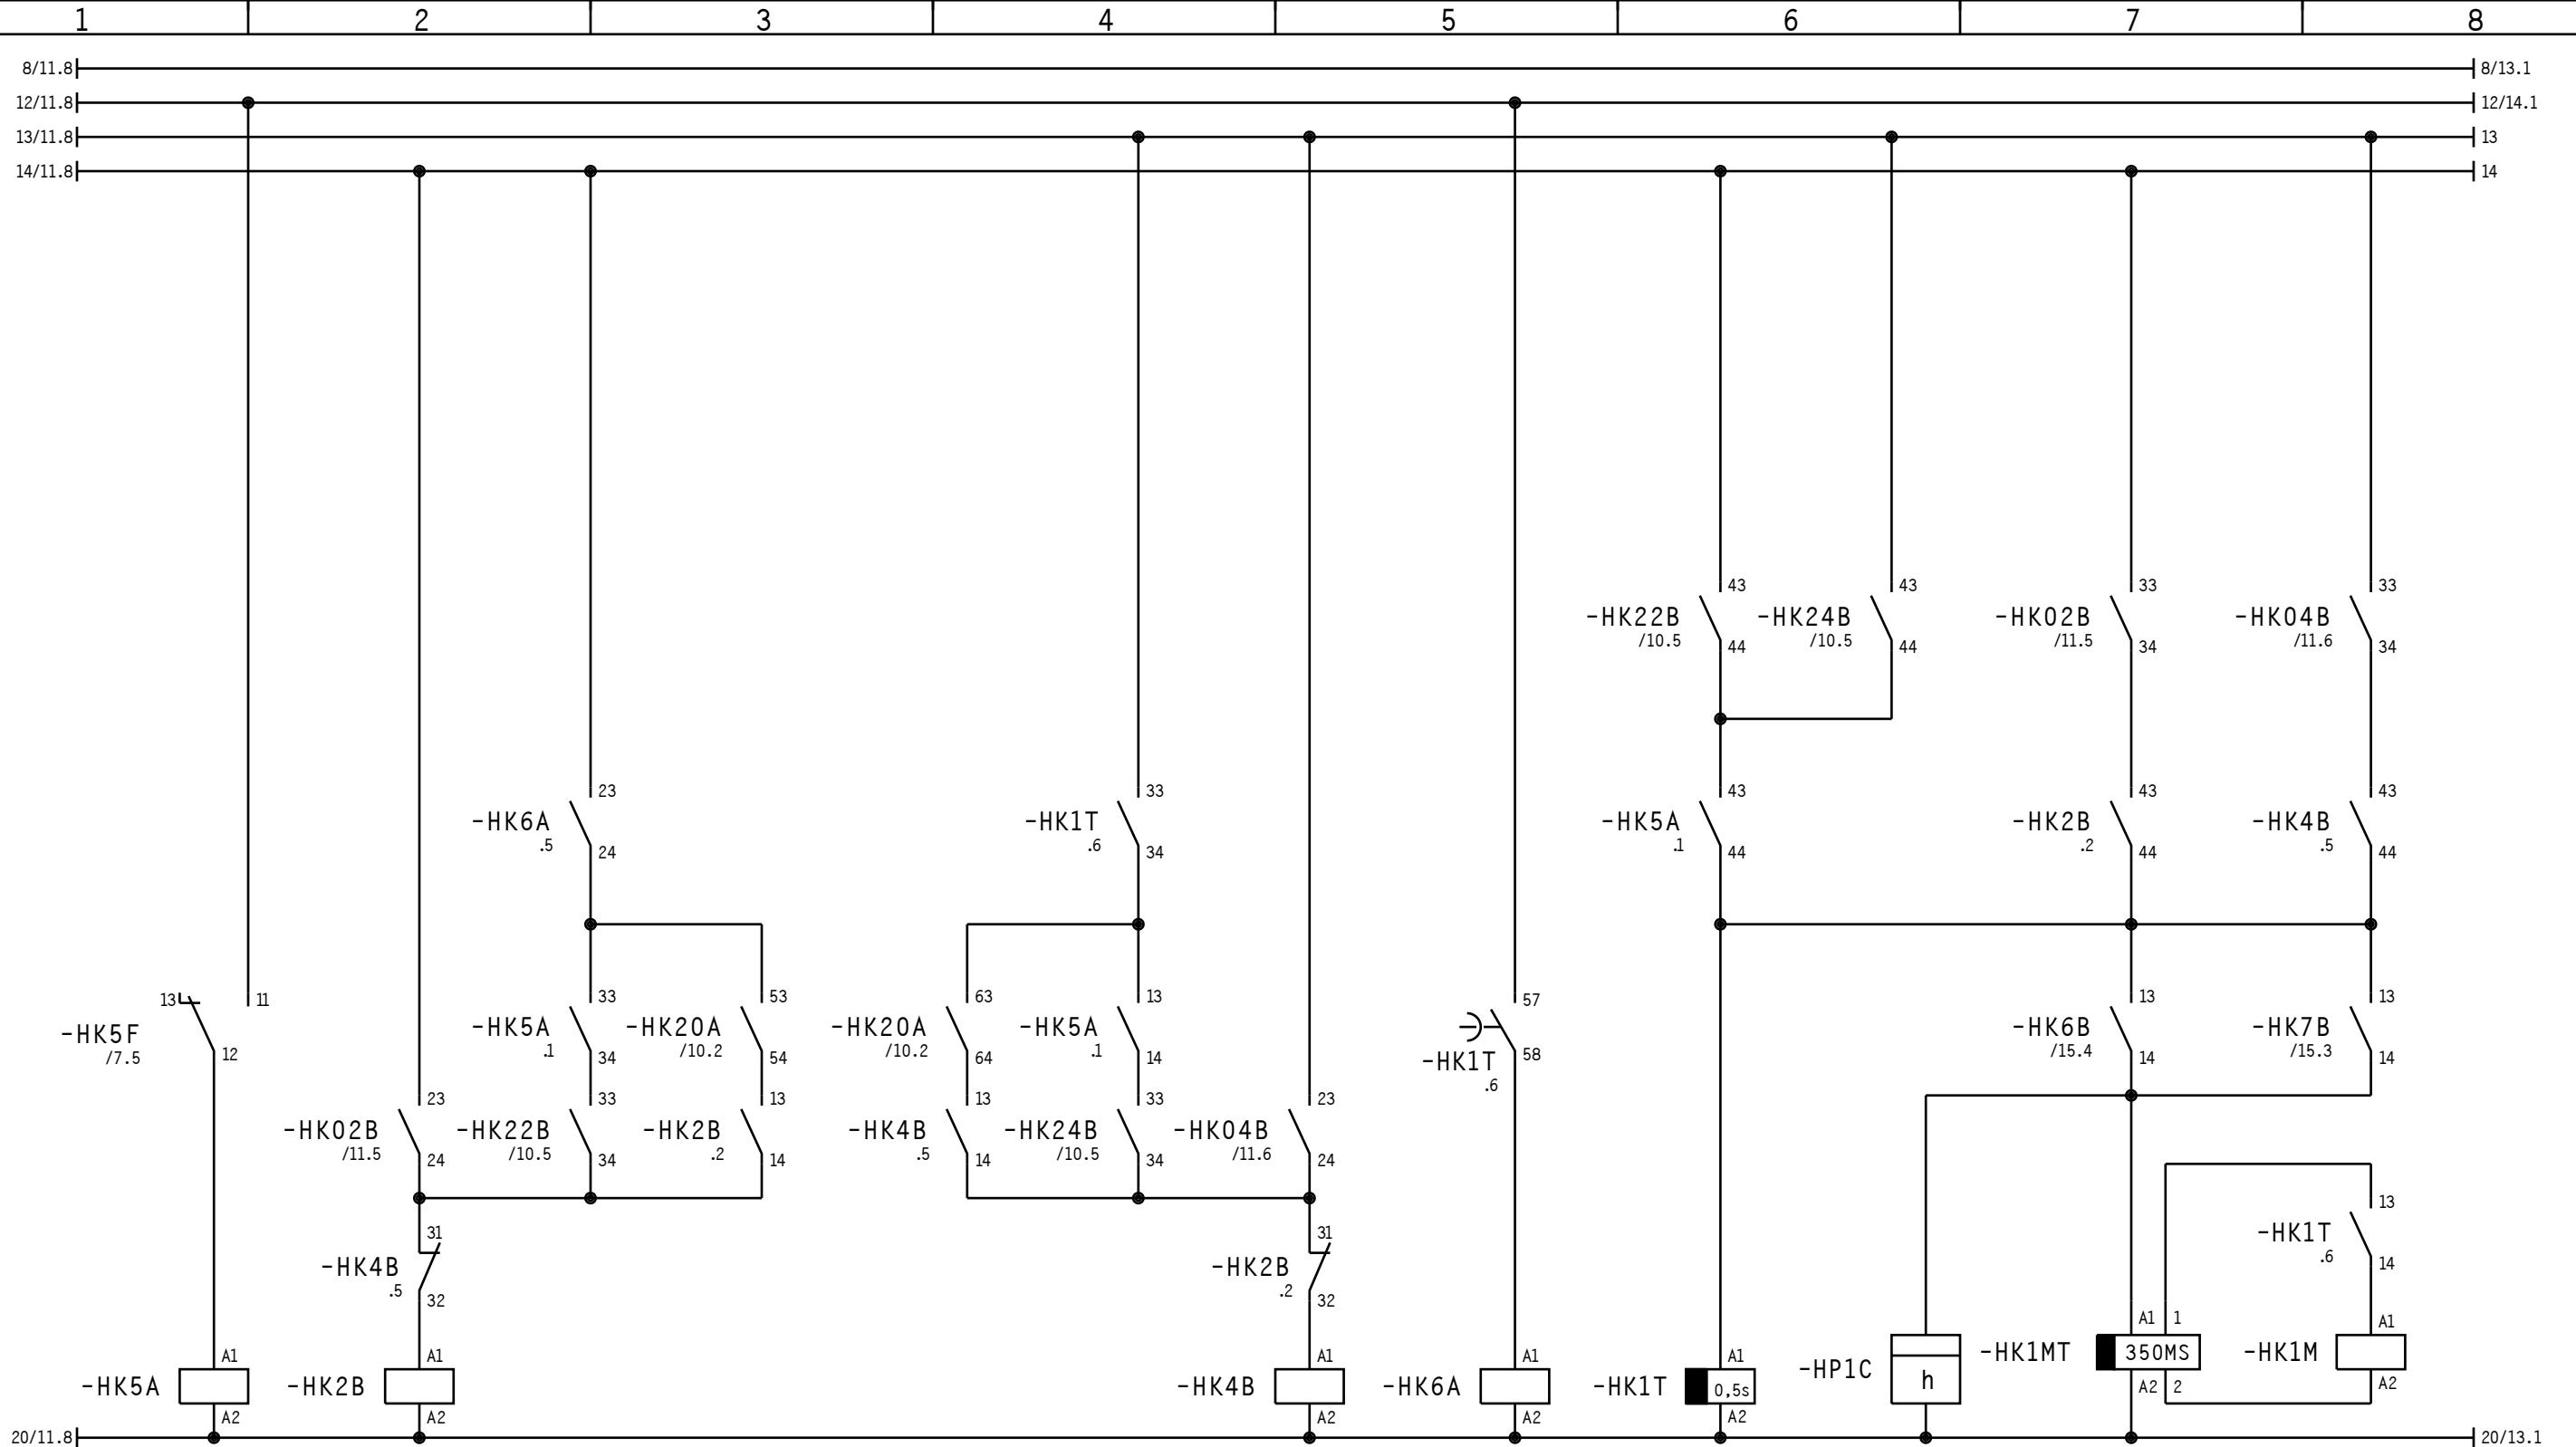 1 2 3 4 5 6 7 8
8/11.8 8/13.1
12/11.8 12/14.1
13/11.8 13
14/11.8 14
43 43 33 33
-HK22B -HK24B -HK02B -HK04B
/10.5 /10.5 /11.5 /11.6
44 44 34 34
23 33 43 43 43
-HK6A -HK1T -HK5A -HK2B -HK4B
.5 .6 .1 .2 .5
24 34 44 44 44
13 11 33 53 63 13 57 13 13
-HK5F -HK5A -HK20A -HK20A -HK5A -HK1T -HK6B -HK7B
/7.5 .1 /10.2 /10.2 .1 .6 /15.4 /15.3
12 34 54 64 14 58 14 14
23 33 13 13 33 23
-HK02B -HK22B -HK2B -HK4B -HK24B -HK04B
/11.5 /10.5 .2 .5 /10.5 /11.6
24 34 14 14 34 24
31 31 13
-HK4B -HK2B -HK1T
.5 .2 .6
32 32 14
A1 A1 A1 A1 A1 A1 1 A1
-HK5A -HK2B -HK4B -HK6A -HK1T 0,5s -HP1C h -HK1MT 350MS -HK1M
A2 A2 A2 A2 A2 A2 2 A2
20/11.8 20/13.1